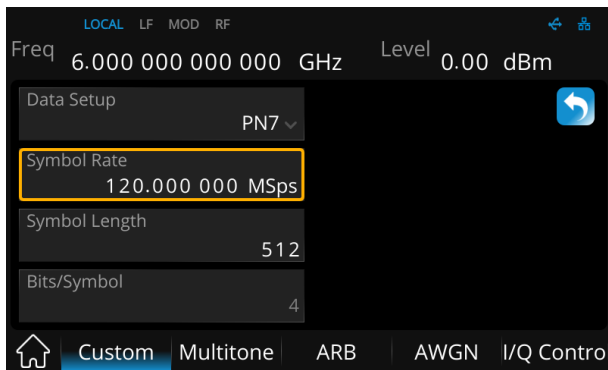 LOCAL LF MOD RF
Freq 6.000 000 000 000 GHz Level 0.00 dBm
Data Setup
PN7
Symbol Rate
120.000 000 MSps
Symbol Length
512
Bits/Symbol
4
Custom Multitone ARB AWGN I/Q Contro